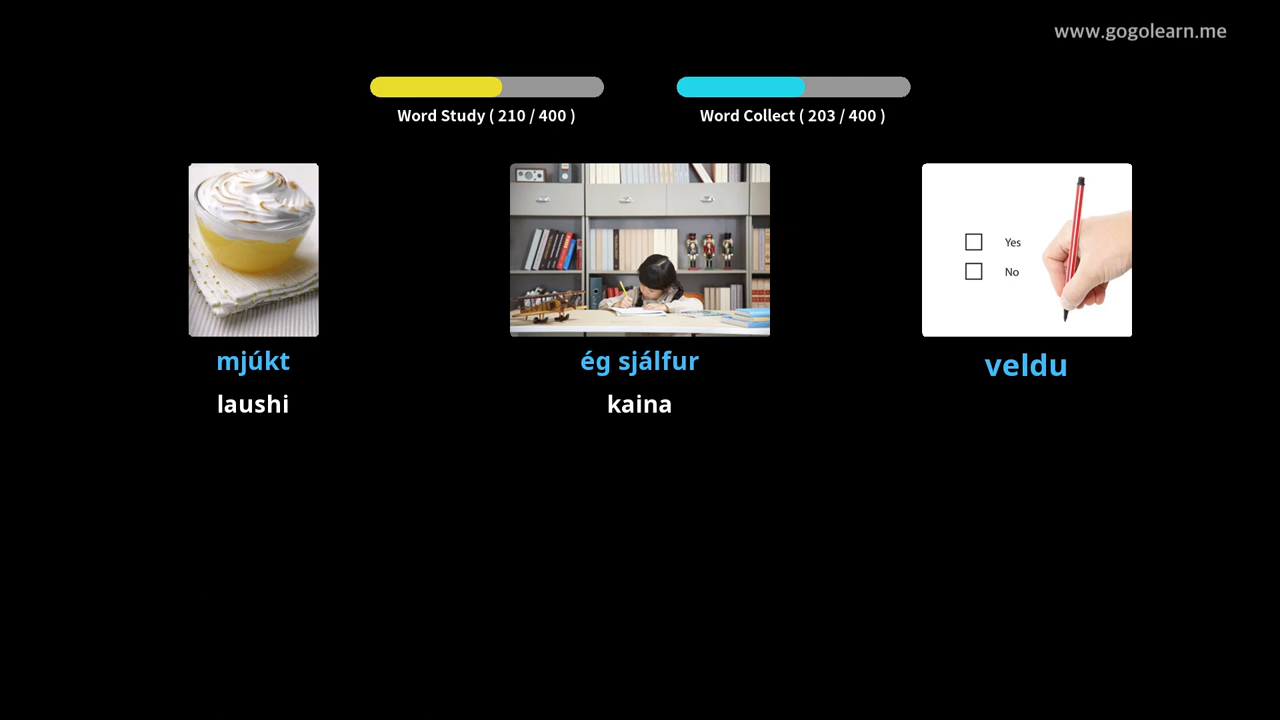 www.gogolearn.me
Word Study ( 210 / 400 )
Word Collect ( 203 / 400 )
Yes
No
mjúkt
laushi
ég sjálfur
kaina
veldu